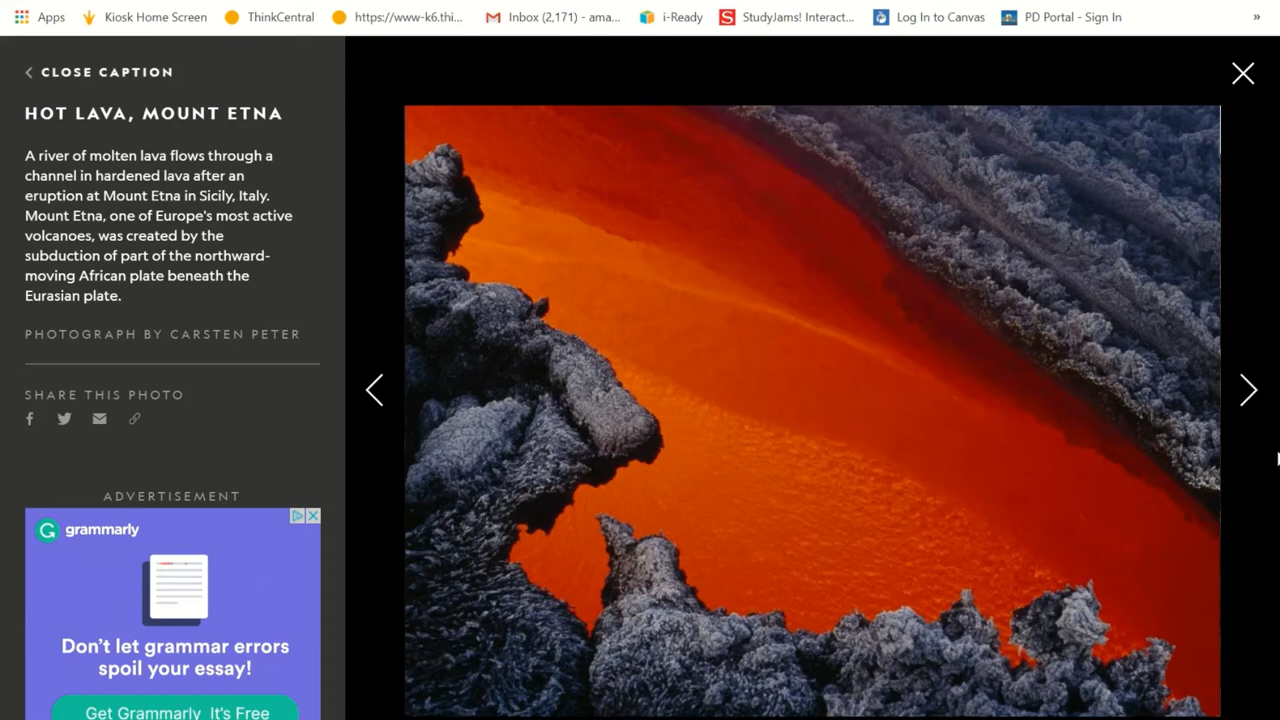 Apps Kiosk Home Screen ThinkCentral https://www-k6.thi... Inbox (2,171) - ama... i-Ready StudyJams! Interact... Log In to Canvas PD Portal - Sign In »
CLOSE CAPTION
HOT LAVA, MOUNT ETNA
A river of molten lava flows through a
channel in hardened lava after an
eruption at Mount Etna in Sicily, Italy.
Mount Etna, one of Europe's most active
volcanoes, was created by the
subduction of part of the northward-
moving African plate beneath the
Eurasian plate.
PHOTOGRAPH BY CARSTEN PETER
SHARE THIS PHOTO
ADVERTISEMENT
G grammarly
Don't let grammar errors
spoil your essay!
Get Grammarly It's Free